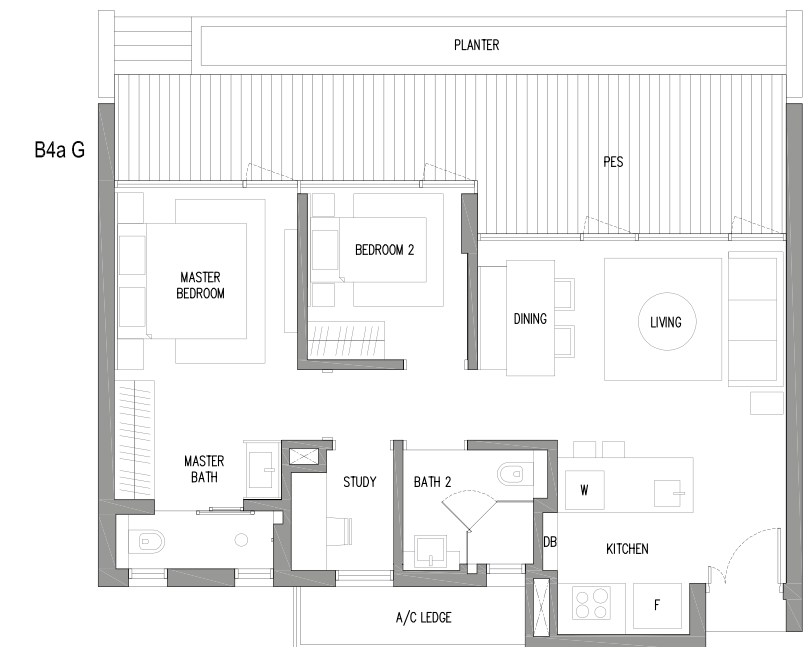 PLANTER
B4a G
PES
BEDROOM 2
MASTER
BEDROOM
DINING
LIVING
MASTER
BATH
STUDY
BATH 2
W
DB
KITCHEN
F
A/C LEDGE